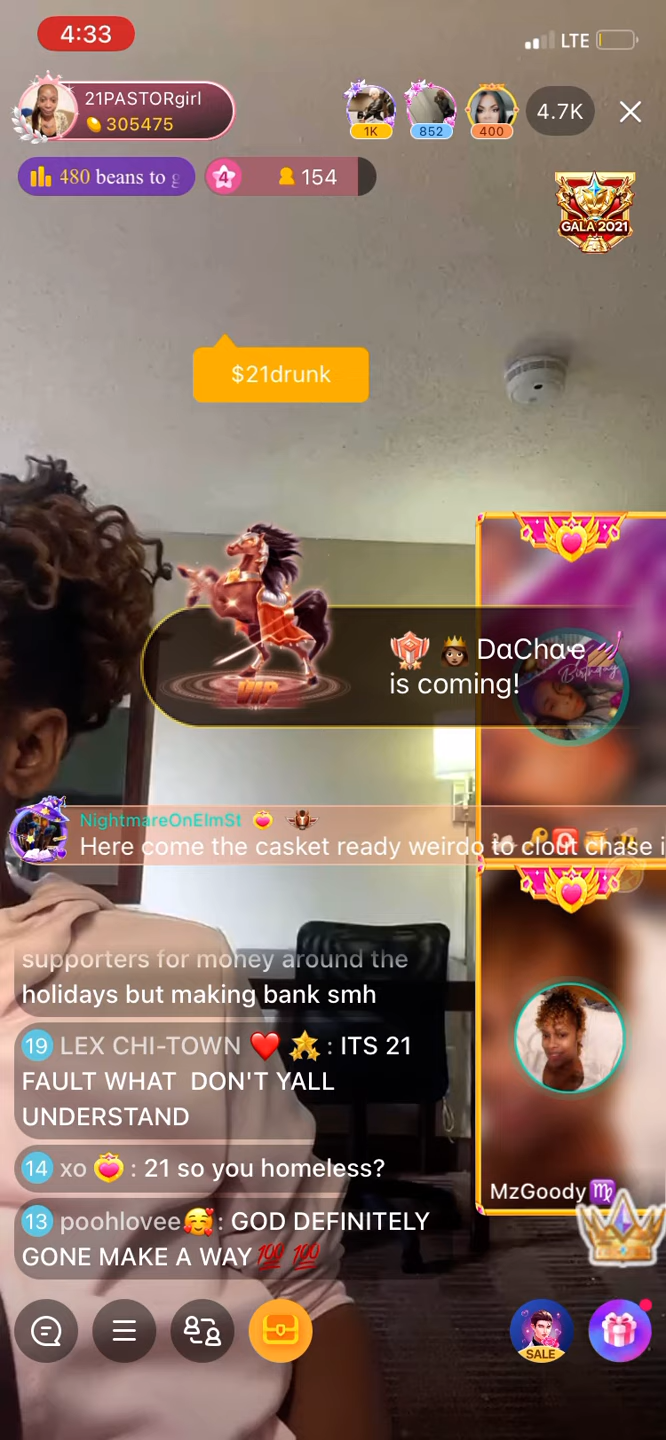 4:33
LTE
21PASTORgirl
305475
1K
852
400
4.7K
480 beans to g
4
154
GALA 2021
$21drunk
VIP
DaChae
is coming!
Birthday
NightmareOnElmSt
Here come the casket ready weirdo to clout chase i
supporters for money around the
holidays but making bank smh
19 LEX CHI-TOWN ❤️ ⭐ : ITS 21
FAULT WHAT DON'T YALL
UNDERSTAND
14 xo : 21 so you homeless?
13 poohlovee🥰 : GOD DEFINITELY
GONE MAKE A WAY💯 💯
MzGoody♍
SALE